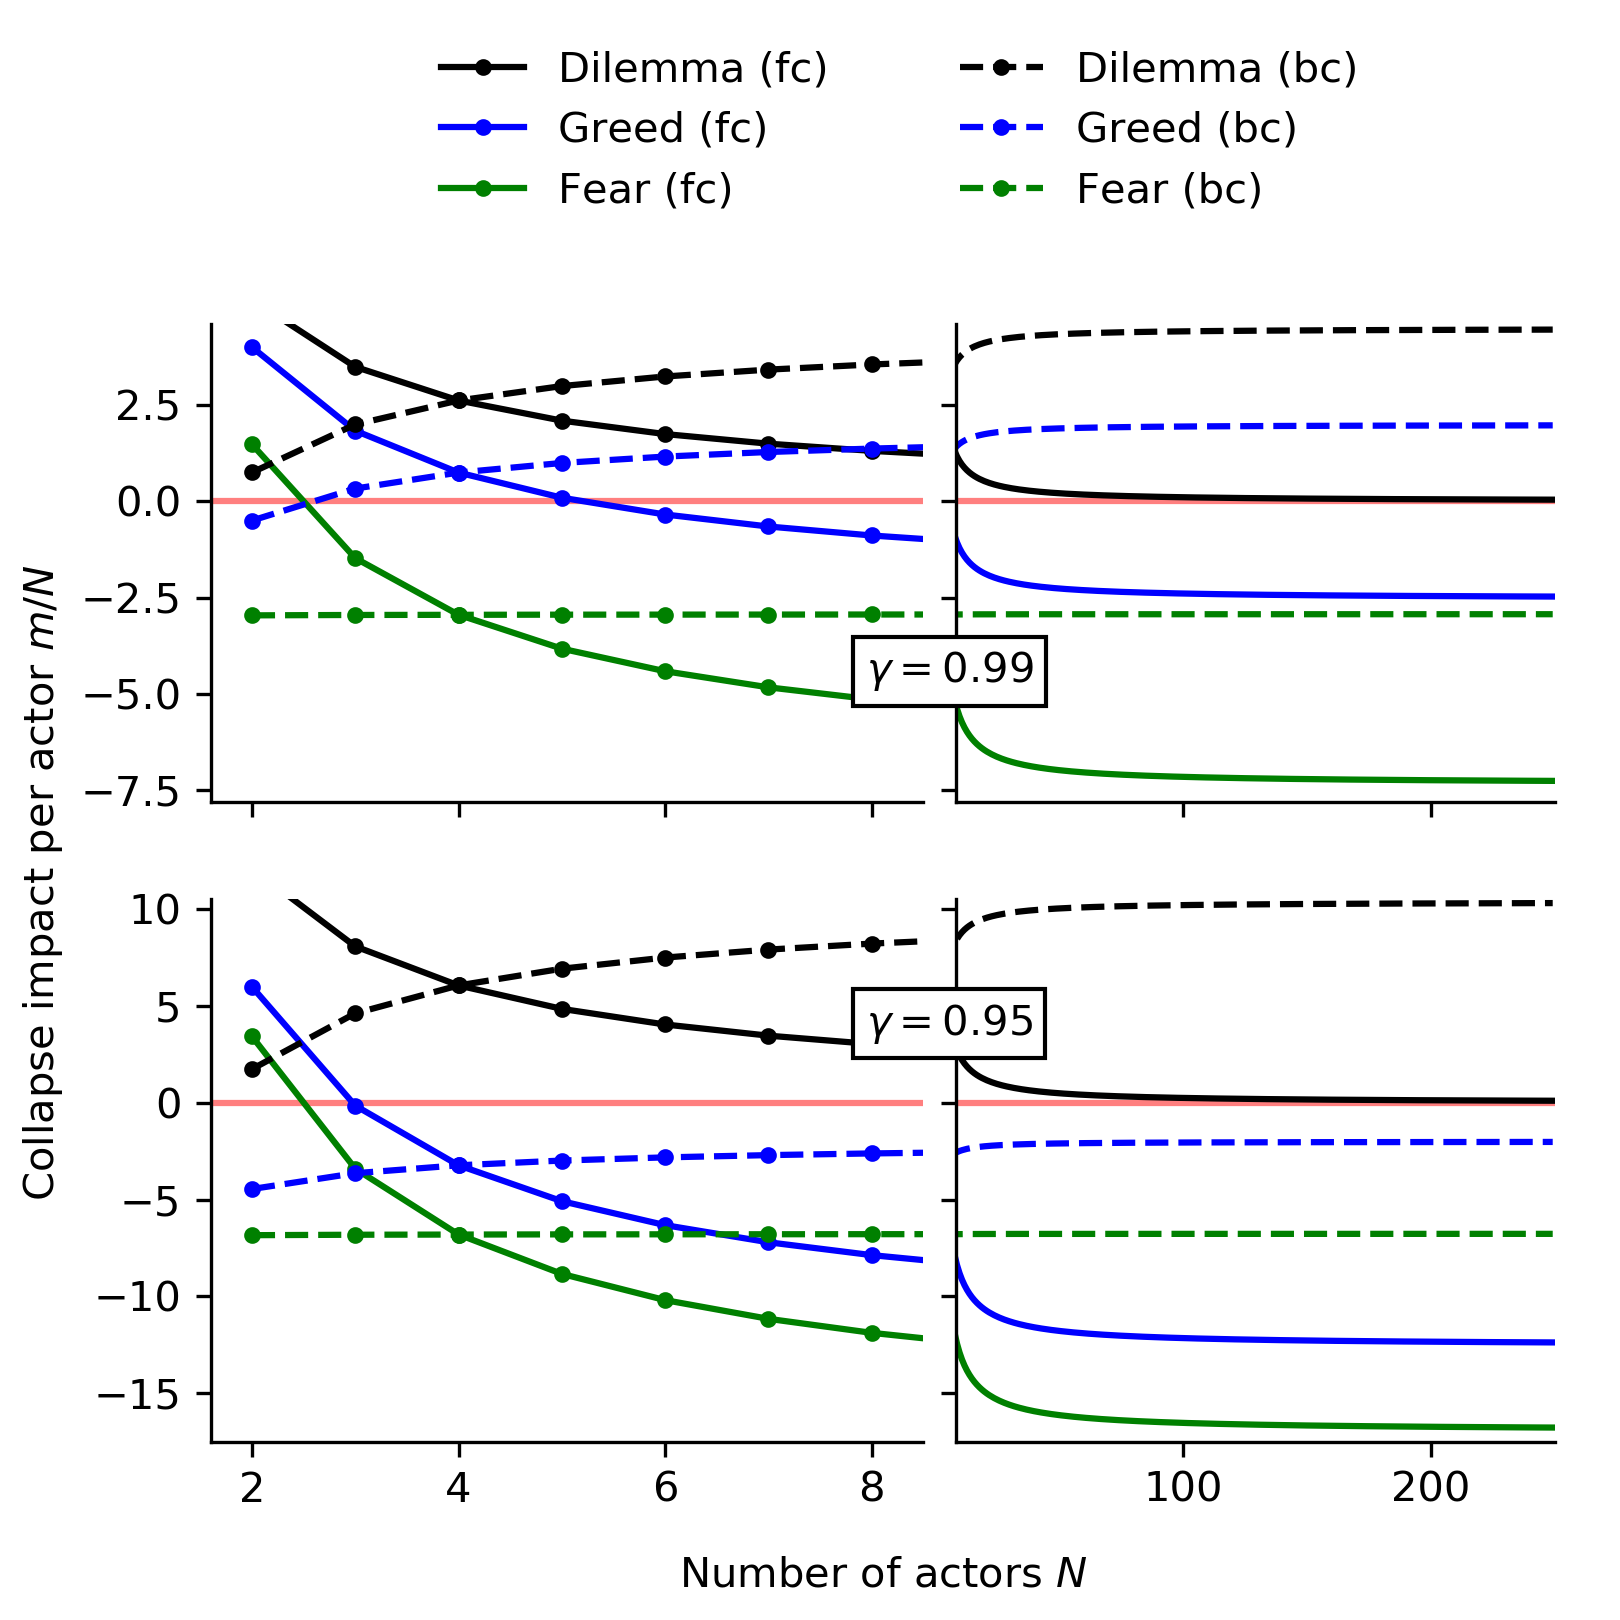 Dilemma (fc)
Greed (fc)
Fear (fc)
Dilemma (bc)
Greed (bc)
Fear (bc)
Collapse impact per actor m/N
2.5
0.0
−2.5
−5.0
−7.5
γ = 0.99
10
5
0
−5
−10
−15
γ = 0.95
2
4
6
8
100
200
Number of actors N